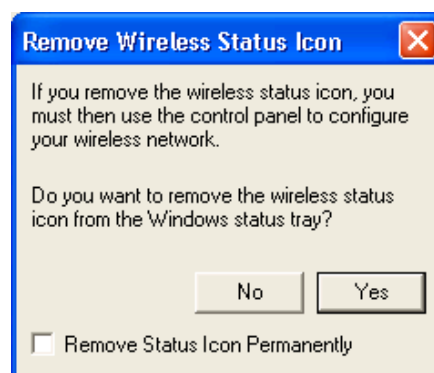 Remove Wireless Status Icon
If you remove the wireless status icon, you
must then use the control panel to configure
your wireless network.
Do you want to remove the wireless status
icon from the Windows status tray?
No Yes
Remove Status Icon Permanently